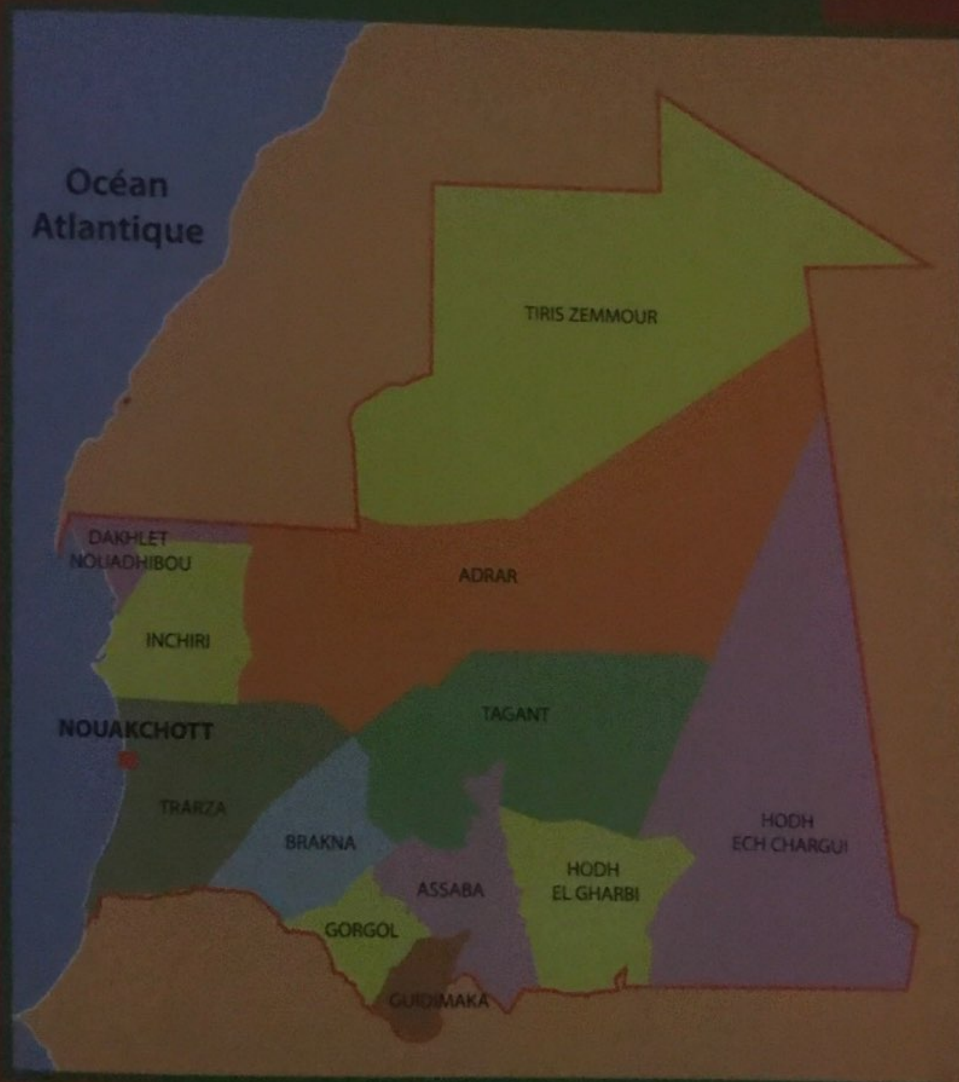 Océan
Atlantique
TIRIS ZEMMOUR
DAKHLET
NOUADHIBOU
ADRAR
INCHIRI
NOUAKCHOTT
TAGANT
TRARZA
BRAKNA
HODH
ECH CHARGUI
HODH
EL GHARBI
ASSABA
GORGOL
GUIDIMAKA